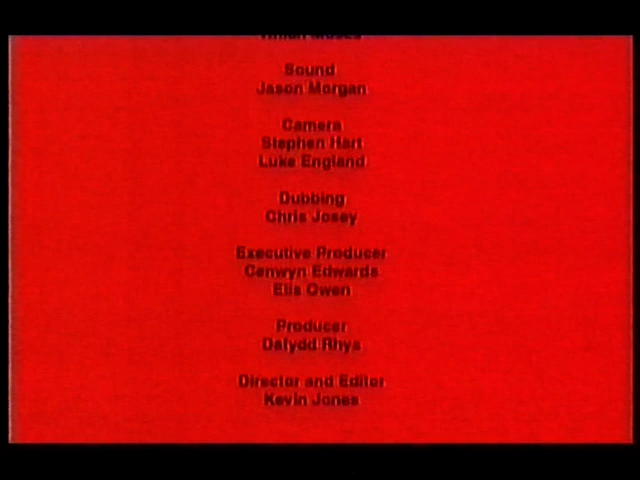 Sound
Jason Morgan
Camera
Stephen Hart
Luke England
Dubbing
Chris Josey
Executive Producer
Cenwyn Edwards
Elis Owen
Producer
Dafydd Rhys
Director and Editor
Kevin Jones